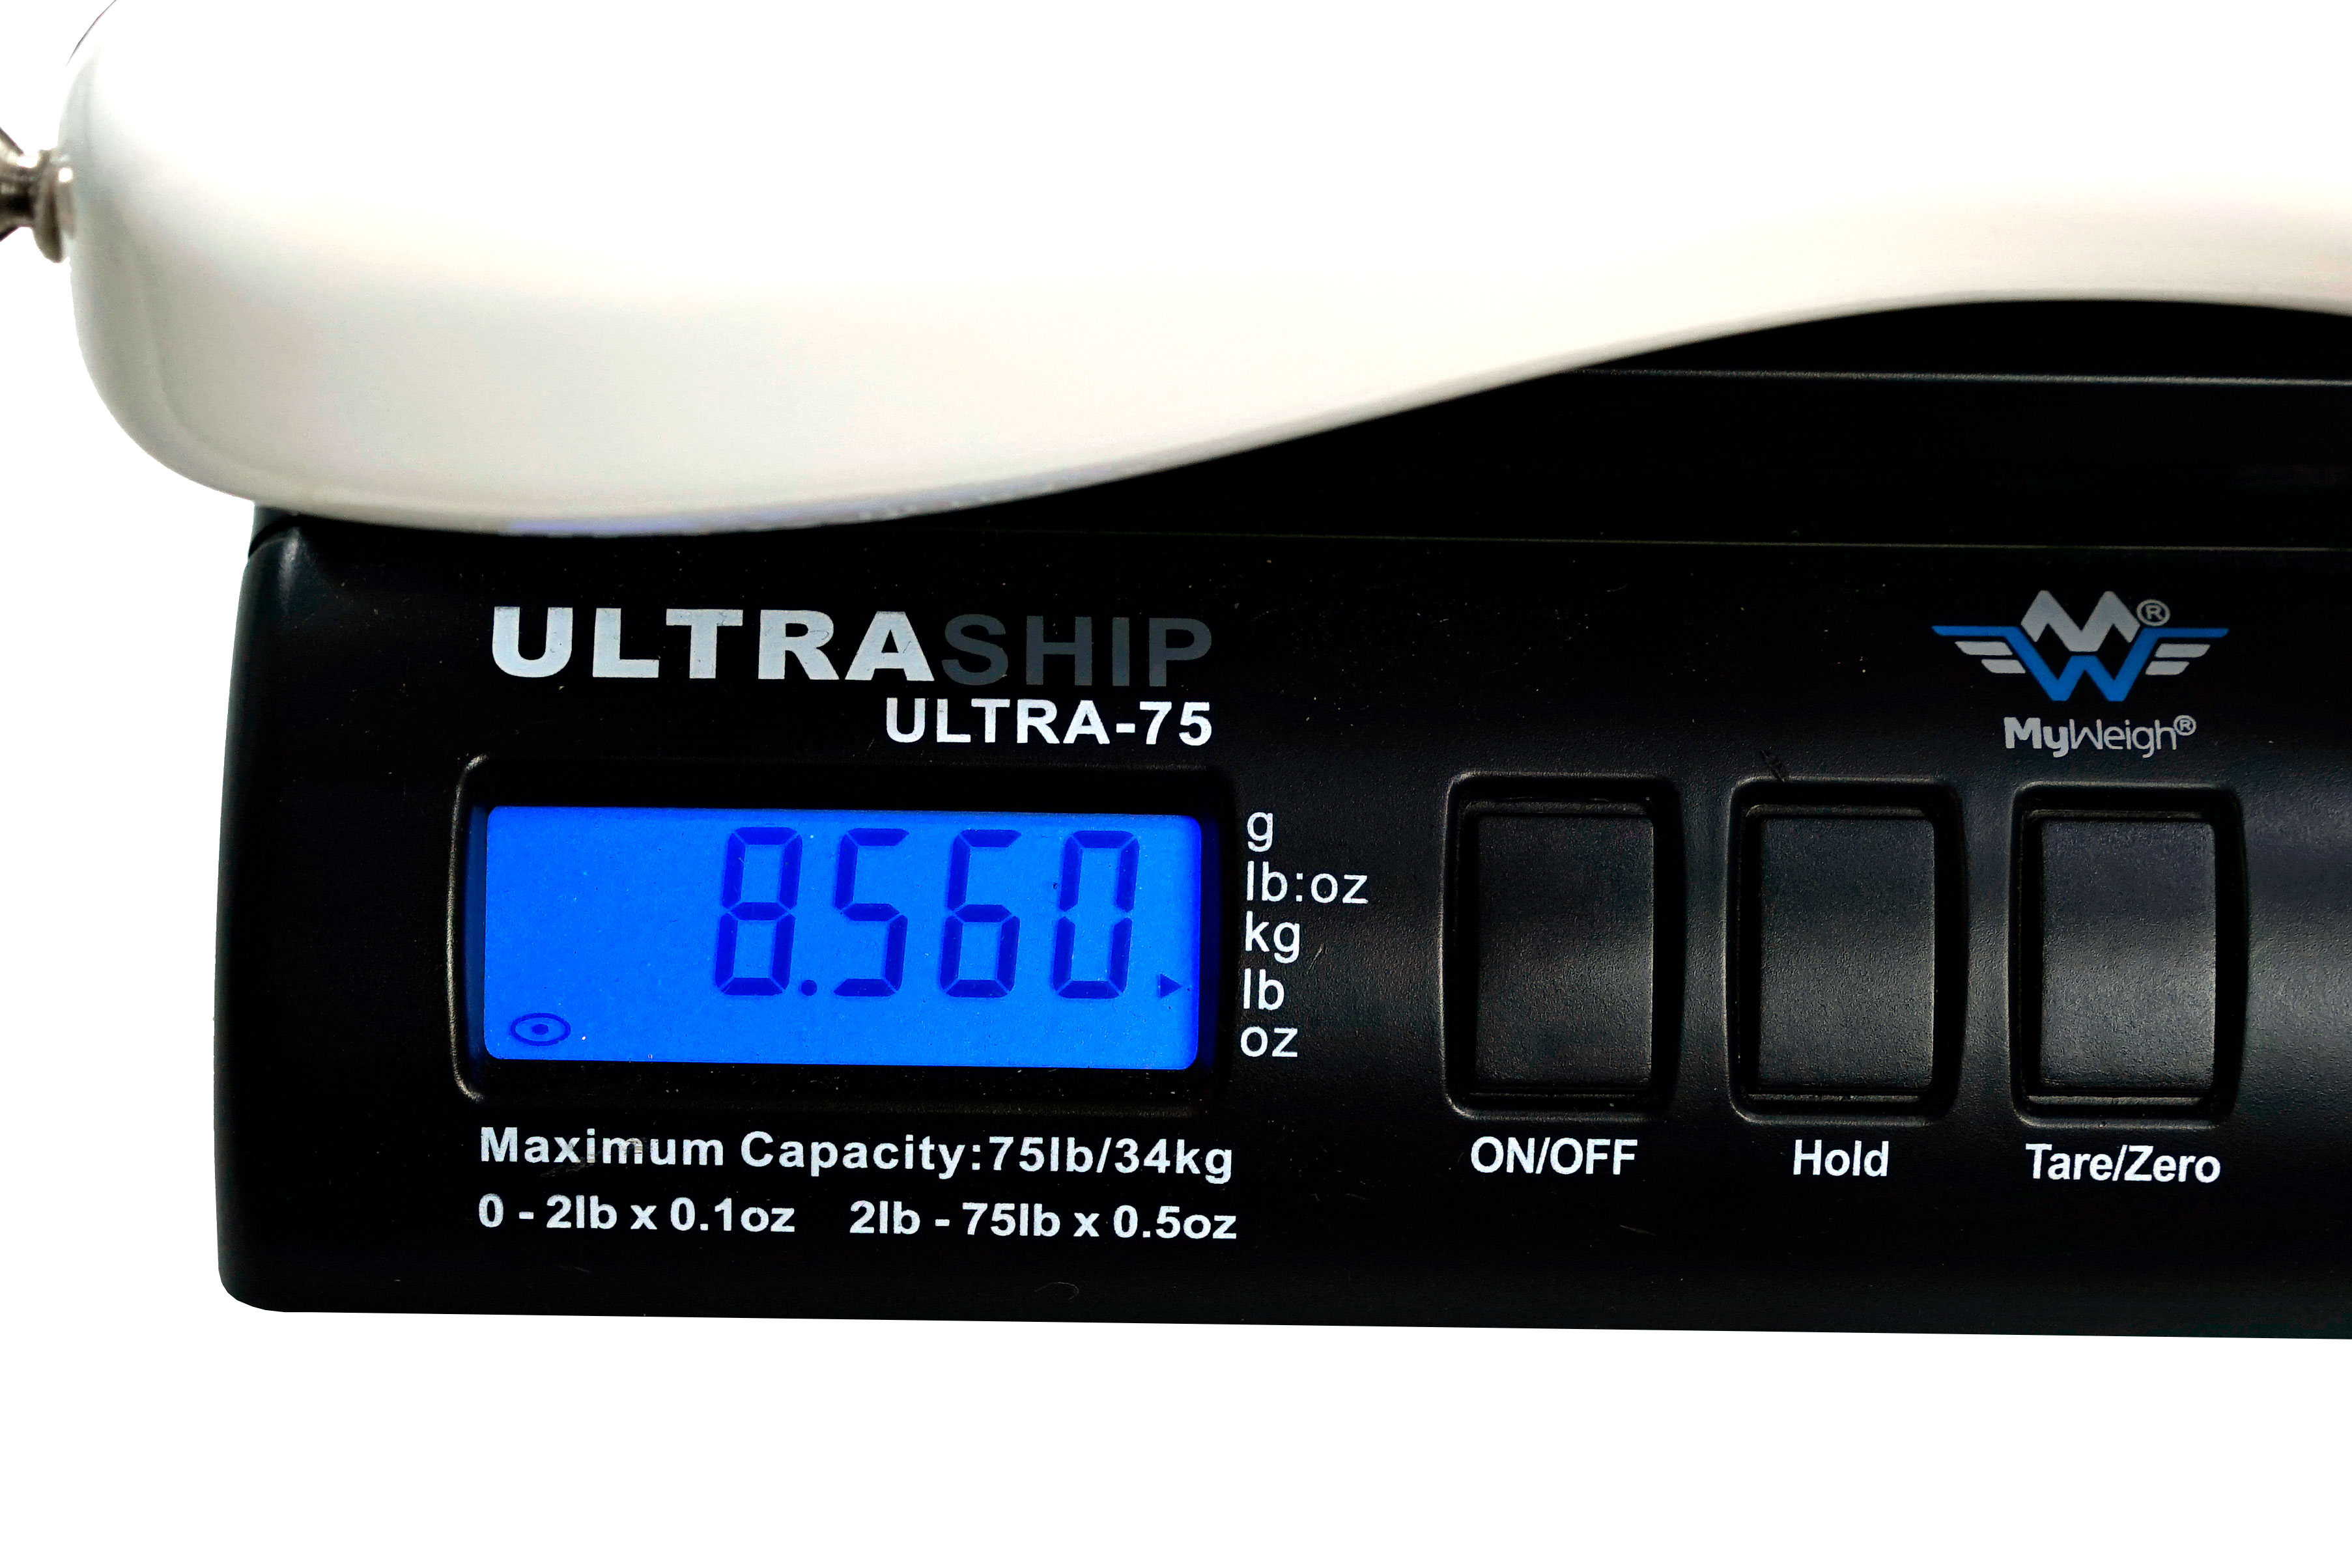 ULTRASHIP
ULTRA-75
MW®
MyWeigh®
8.560
g
lb:oz
kg
lb
oz
Maximum Capacity:75lb/34kg
0 - 2lb x 0.1oz 2lb - 75lb x 0.5oz
ON/OFF
Hold
Tare/Zero